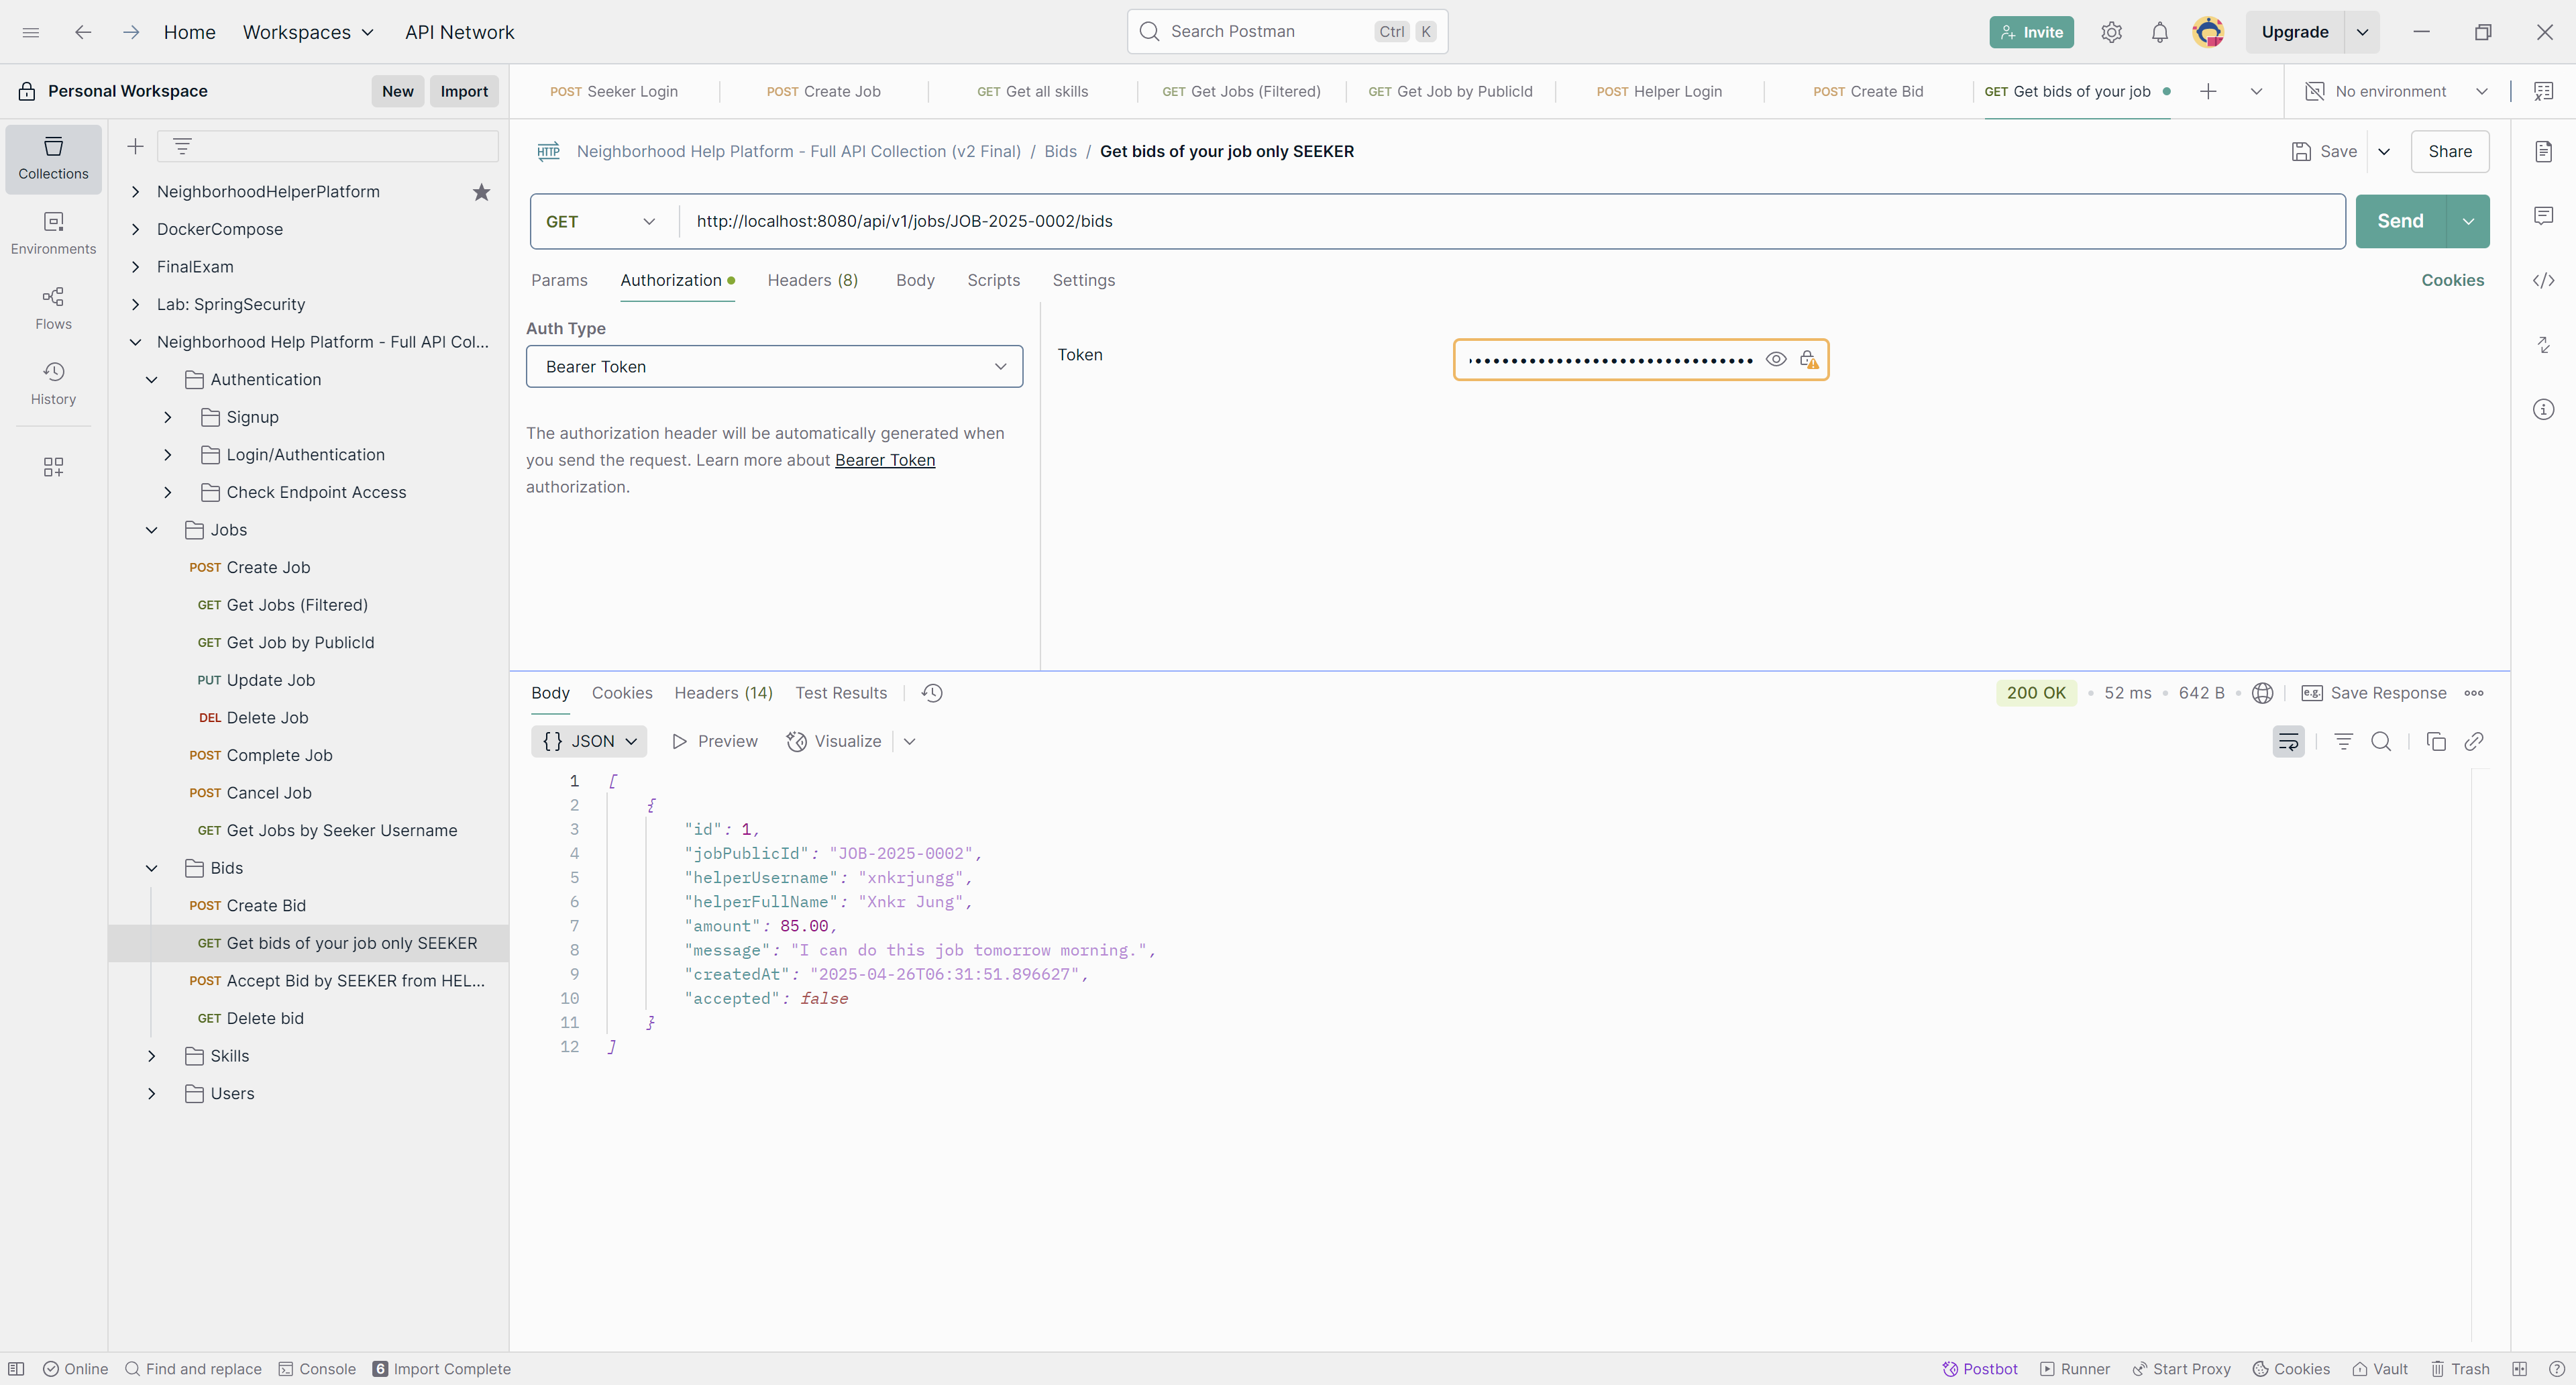 Home Workspaces API Network Search Postman Ctrl K Invite Upgrade
Personal Workspace New Import
POST Seeker Login POST Create Job GET Get all skills GET Get Jobs (Filtered) GET Get Job by PublicId POST Helper Login POST Create Bid GET Get bids of your job No environment
Collections
Environments
Flows
History
NeighborhoodHelperPlatform
DockerCompose
FinalExam
Lab: SpringSecurity
Neighborhood Help Platform - Full API Col...
Authentication
Signup
Login/Authentication
Check Endpoint Access
Jobs
POST Create Job
GET Get Jobs (Filtered)
GET Get Job by PublicId
PUT Update Job
DEL Delete Job
POST Complete Job
POST Cancel Job
GET Get Jobs by Seeker Username
Bids
POST Create Bid
GET Get bids of your job only SEEKER
POST Accept Bid by SEEKER from HEL...
GET Delete bid
Skills
Users
HTTP Neighborhood Help Platform - Full API Collection (v2 Final) / Bids / Get bids of your job only SEEKER Save Share
GET http://localhost:8080/api/v1/jobs/JOB-2025-0002/bids Send
Params Authorization Headers (8) Body Scripts Settings Cookies
Auth Type
Bearer Token
The authorization header will be automatically generated when
you send the request. Learn more about Bearer Token
authorization.
Token
Body Cookies Headers (14) Test Results 200 OK • 52 ms • 642 B • e.g. Save Response
{} JSON Preview Visualize
1 [
2 {
3 "id": 1,
4 "jobPublicId": "JOB-2025-0002",
5 "helperUsername": "xnkrjungg",
6 "helperFullName": "Xnkr Jung",
7 "amount": 85.00,
8 "message": "I can do this job tomorrow morning.",
9 "createdAt": "2025-04-26T06:31:51.896627",
10 "accepted": false
11 }
12 ]
Online Find and replace Console 6 Import Complete Postbot Runner Start Proxy Cookies Vault Trash